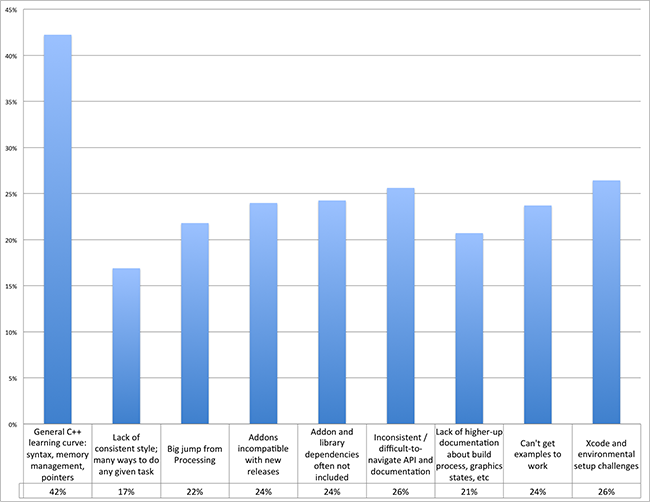 45%
40%
35%
30%
25%
20%
15%
10%
5%
0%
General C++
learning curve:
syntax, memory
management,
pointers
Lack of
consistent style;
many ways to do
any given task
Big jump from
Processing
Addons
incompatible
with new
releases
Addon and
library
dependencies
often not
included
Inconsistent /
difficult-to-
navigate API and
documentation
Lack of higher-up
documentation
about build
process, graphics
states, etc
Can't get
examples to
work
Xcode and
environmental
setup challenges
42%
17%
22%
24%
24%
26%
21%
24%
26%